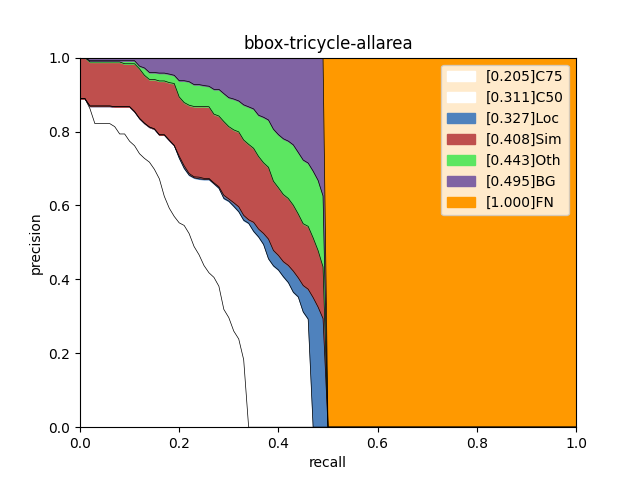 bbox-tricycle-allarea
1.0
0.8
0.6
0.4
0.2
0.0
precision
[0.205]C75
[0.311]C50
[0.327]Loc
[0.408]Sim
[0.443]Oth
[0.495]BG
[1.000]FN
0.0 0.2 0.4 0.6 0.8 1.0
recall